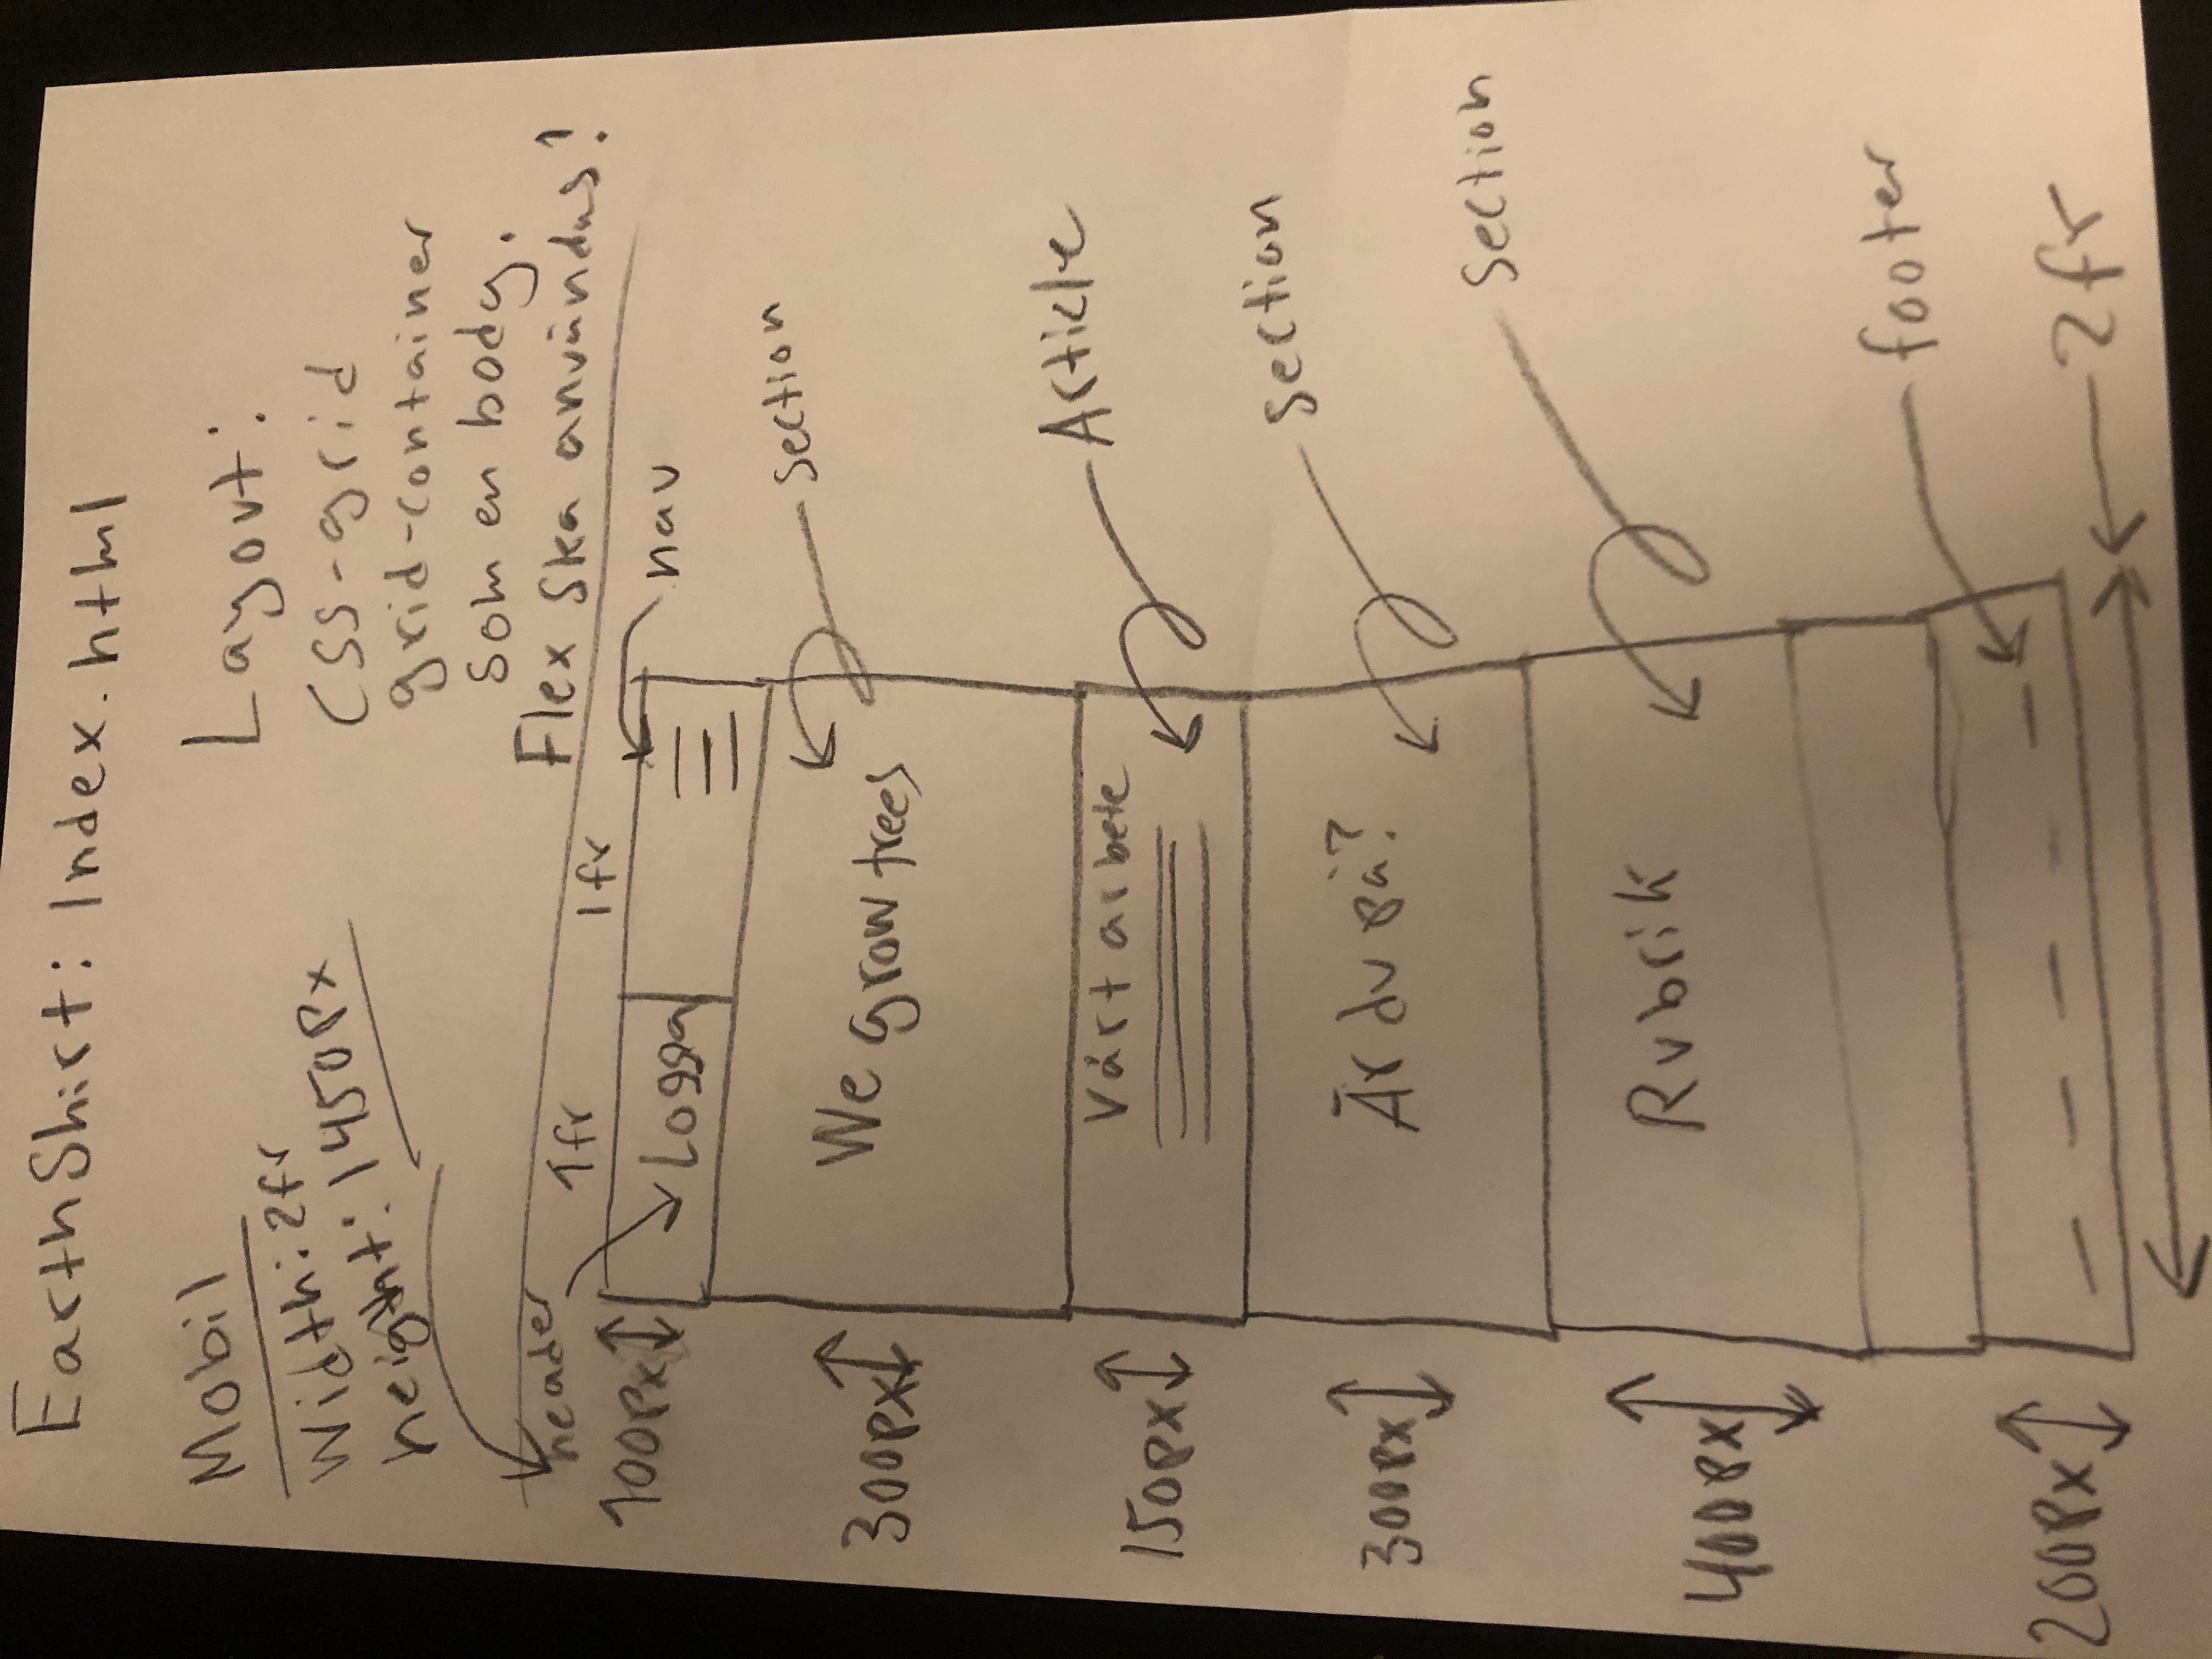 EarthShirt: Index.html
Mobil
Width: 2fr
height: 1450px
Layout:
CSS-grid
grid-container
som en body.
Flex ska användas!
header
1fr
1fr
100px
Logga
nav
section
300px
We grow trees
Article
150px
Vårt arbete
section
300px
Är du på?
section
400px
Rubrik
footer
200px
2fr